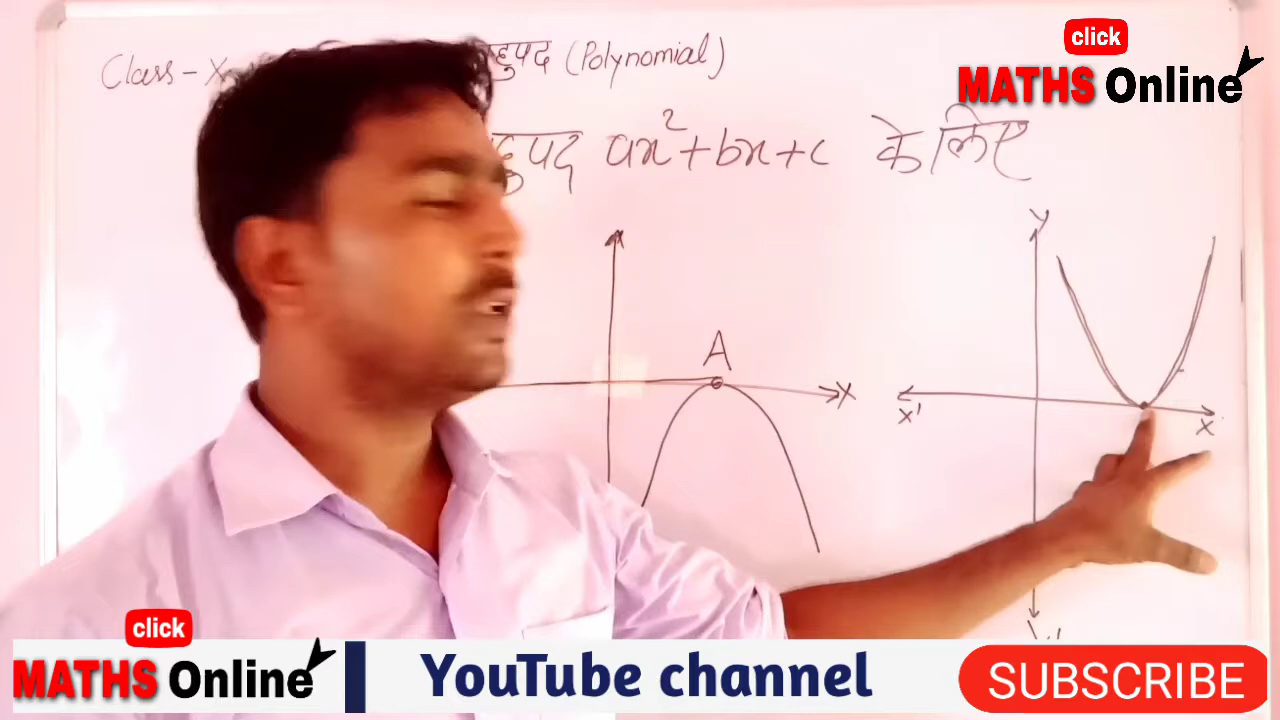 Class-X बहुपद (Polynomial)
click
MATHS Online
बहुपद ax²+bx+c के लिए
Y
A
X
X'
X
click
MATHS Online
YouTube channel
SUBSCRIBE